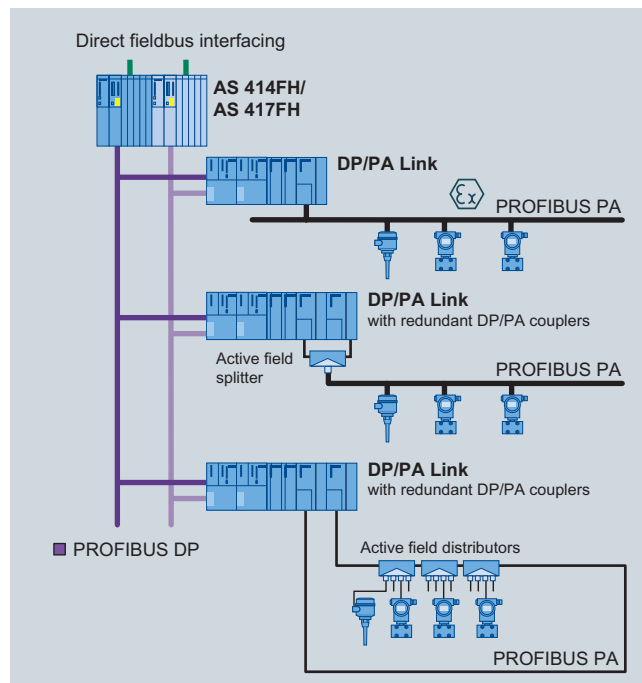 Direct fieldbus interfacing
AS 414FH/
AS 417FH
DP/PA Link
Ex
PROFIBUS PA
DP/PA Link
with redundant DP/PA couplers
Active field
splitter
PROFIBUS PA
DP/PA Link
with redundant DP/PA couplers
PROFIBUS DP
Active field distributors
PROFIBUS PA